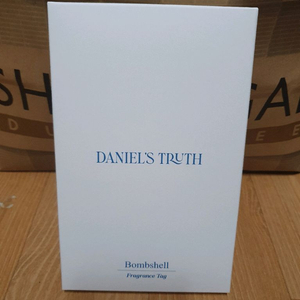 DANIEL'S TRUTH
Bombshell
Fragrance Tag